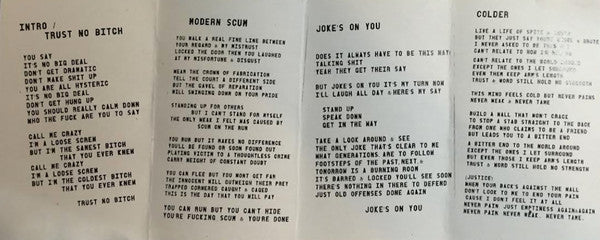 INTRO /
TRUST NO BITCH
YOU SAY
IT'S NO BIG DEAL
DON'T GET DRAMATIC
DON'T MAKE SHIT UP
YOU ARE ALL HYSTERIC
IT'S NO BIG DEAL
DON'T GET HUNG UP
YOU SHOULD REALLY CALM DOWN
WHO THE FUCK ARE YOU TO SAY
CALL ME CRAZY
I'M A LOOSE SCREW
BUT I'M THE SANEST BITCH
THAT YOU EVER KNEW
CALL ME CRAZY
I'M A LOOSE SCREW
BUT I'M THE COLDEST BITCH
THAT YOU EVER KNEW
TRUST NO BITCH
MODERN SCUM
YOU WALK A REAL FINE LINE BETWEEN
YOUR REGARD & MY MISTRUST
LOCKED THE DOOR THEN YOU LAUGHED
AT MY MISFORTUNE & DISGUST
WEAR THE CROWN OF FABRICATION
TELL THE COURT A DIFFERENT SIDE
BUT THE GAVEL OF REPARATION
WILL SWINGING DOWN ON YOUR PRIDE
STANDING UP FOR OTHERS
BUT I CAN'T STAND FOR MYSELF
THE ONLY WEAK I FELT WAS CAUSED BY
SCUM ON THE RUN
YOU RUN BUT IT MAKES NO DIFFERENCE
YOU'LL BE FOUND OR SOON FOUND OUT
PLAYING VICTIM TO A THOUGHTLESS CRIME
CARRY WEIGHT OF CONSTANT DOUBT
YOU CAN FLEE BUT YOU WONT GET FAR
THE INNOCENT WILL OUTWEIGH THEIR PREY
TRAPPED CORNERED CAUGHT & CAGED
THIS IS THE DAY THAT YOU WILL PAY
YOU CAN RUN BUT YOU CAN'T HIDE
YOU'RE FUCKING SCUM & YOU'RE DONE
JOKE'S ON YOU
DOES IT ALWAYS HAVE TO BE THIS WAY
TALKING SHIT
YEAH THEY GET THEIR SAY
BUT JOKE'S ON YOU IT'S MY TURN NOW
I'LL LAUGH ALL DAY & HERE'S MY SAY
STAND UP
SPEAK DOWN
GET IN THE WAY
TAKE A LOOK AROUND & SEE
THE ONLY JOKE THAT'S CLEAR TO ME
WHAT GENERATIONS ARE TO FOLLOW
FOOTSTEPS OF THE PAST.NEXT.&
TOMORROW IS A BURNING ROOM
IT'S BARRED & LOCKED YOU'LL SEE SOON
THERE'S NOTHING IN THERE TO DEFEND
JUST OLD OFFENSES DONE AGAIN
JOKE'S ON YOU
COLDER
LIVE A LIFE OF SPITE &
BUT THEY JUST SAY YOU'RE & BRUTE
I NEVER ASKED TO BE THIS
CAN'T RELATE TO NO ONE
CAN'T RELATE TO THE WORLD AROUND
EXCEPT THE ONES I LET SURROUND
EVEN THEM KEEP ARM'S LENGTH
TRUST & WORD STILL HOLD NO STRENGTH
THIS MIND FEELS COLD BUT NEVER PAIN
NEVER WEAK & NEVER TAME
BUILD A WALL THAT WON'T CRACK
TO STOP A STAB STRAIGHT TO THE BACK
FROM ONE WHO CLAIMS TO BE A FRIEND
BUT LEADS YOU TO A BITTER END
A BITTER END TO THE WORLD AROUND
EXCEPT THE ONES I LET SURROUND
BUT EVEN THOSE I KEEP ARM'S LENGTH
TRUST & WORD STILL HOLD NO STRENGTH
(JUSTICE:)
WHEN YOUR BACK'S AGAINST THE WALL
DON'T LOOK TO ME TO END YOUR PAIN
CAUSE I DON'T FEEL IT AT ALL
NEVER PAIN JUST EMPTINESS AGAIN&AGAIN
NEVER PAIN NEVER WEAK NEVER TAME.